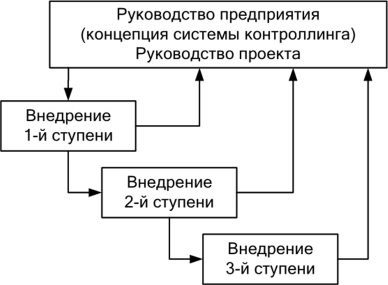 Руководство предприятия
(концепция системы контроллинга)
Руководство проекта
Внедрение
1-й ступени
Внедрение
2-й ступени
Внедрение
3-й ступени